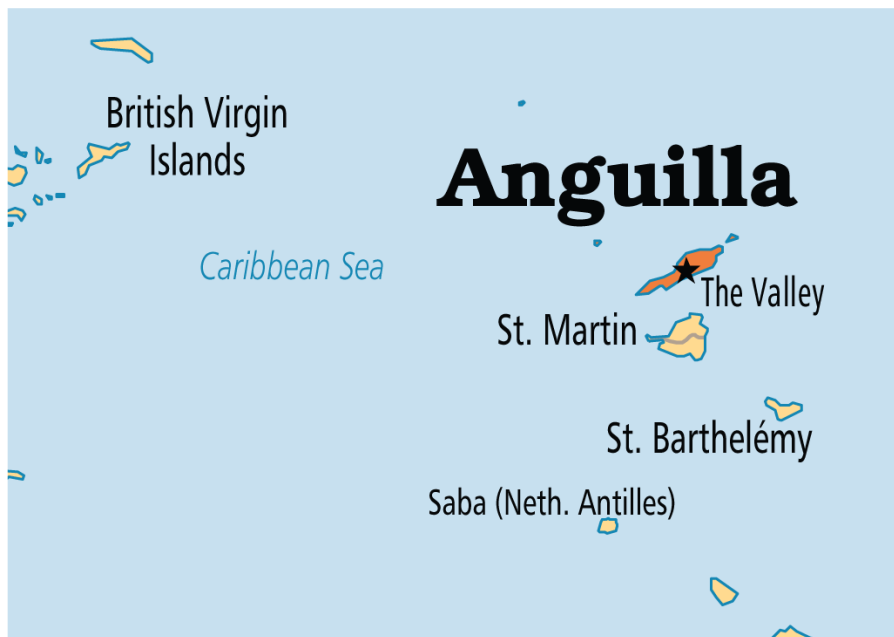 British Virgin
Islands
Anguilla
Caribbean Sea
The Valley
St. Martin
St. Barthelémy
Saba (Neth. Antilles)